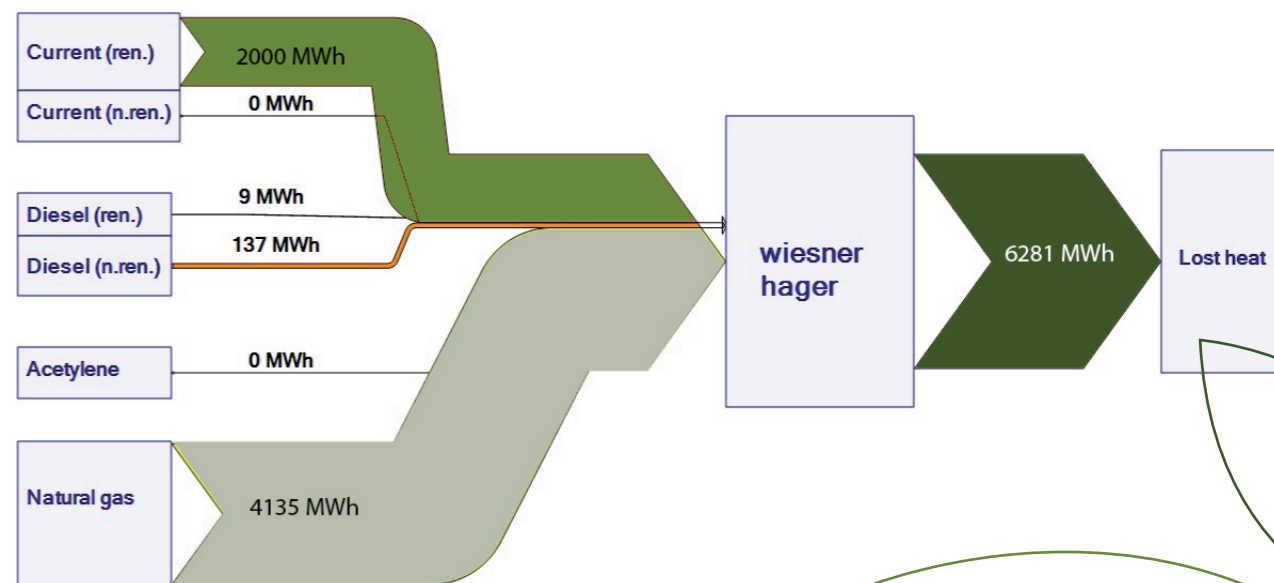 Current (ren.)
2000 MWh
Current (n.ren.)
0 MWh
Diesel (ren.)
9 MWh
Diesel (n.ren.)
137 MWh
Acetylene
0 MWh
Natural gas
4135 MWh
wiesner
hager
6281 MWh
Lost heat